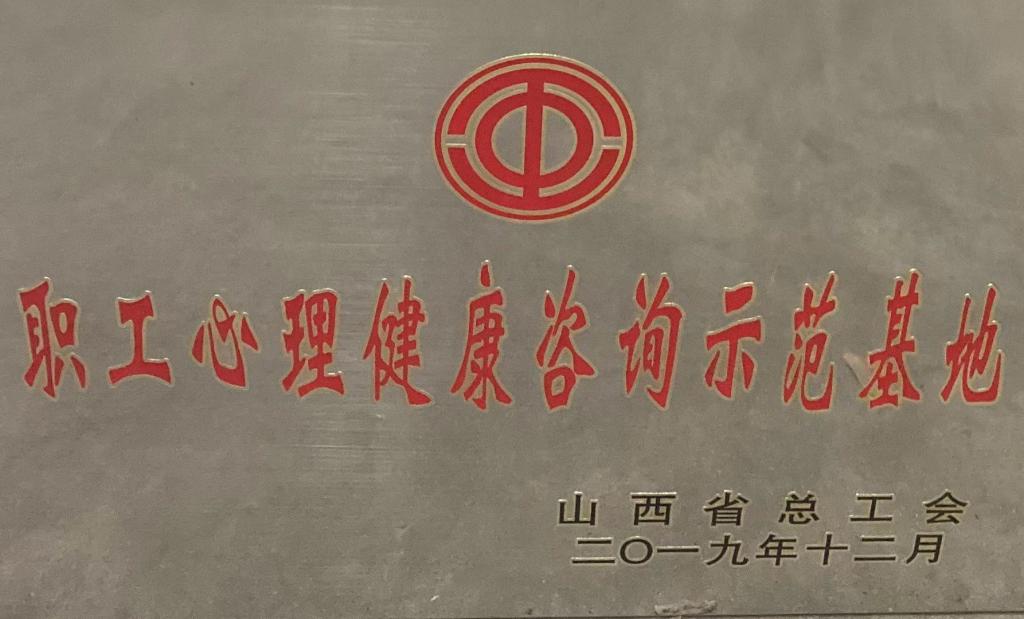 职工心理健康咨询示范基地
山西省总工会
二〇一九年十二月